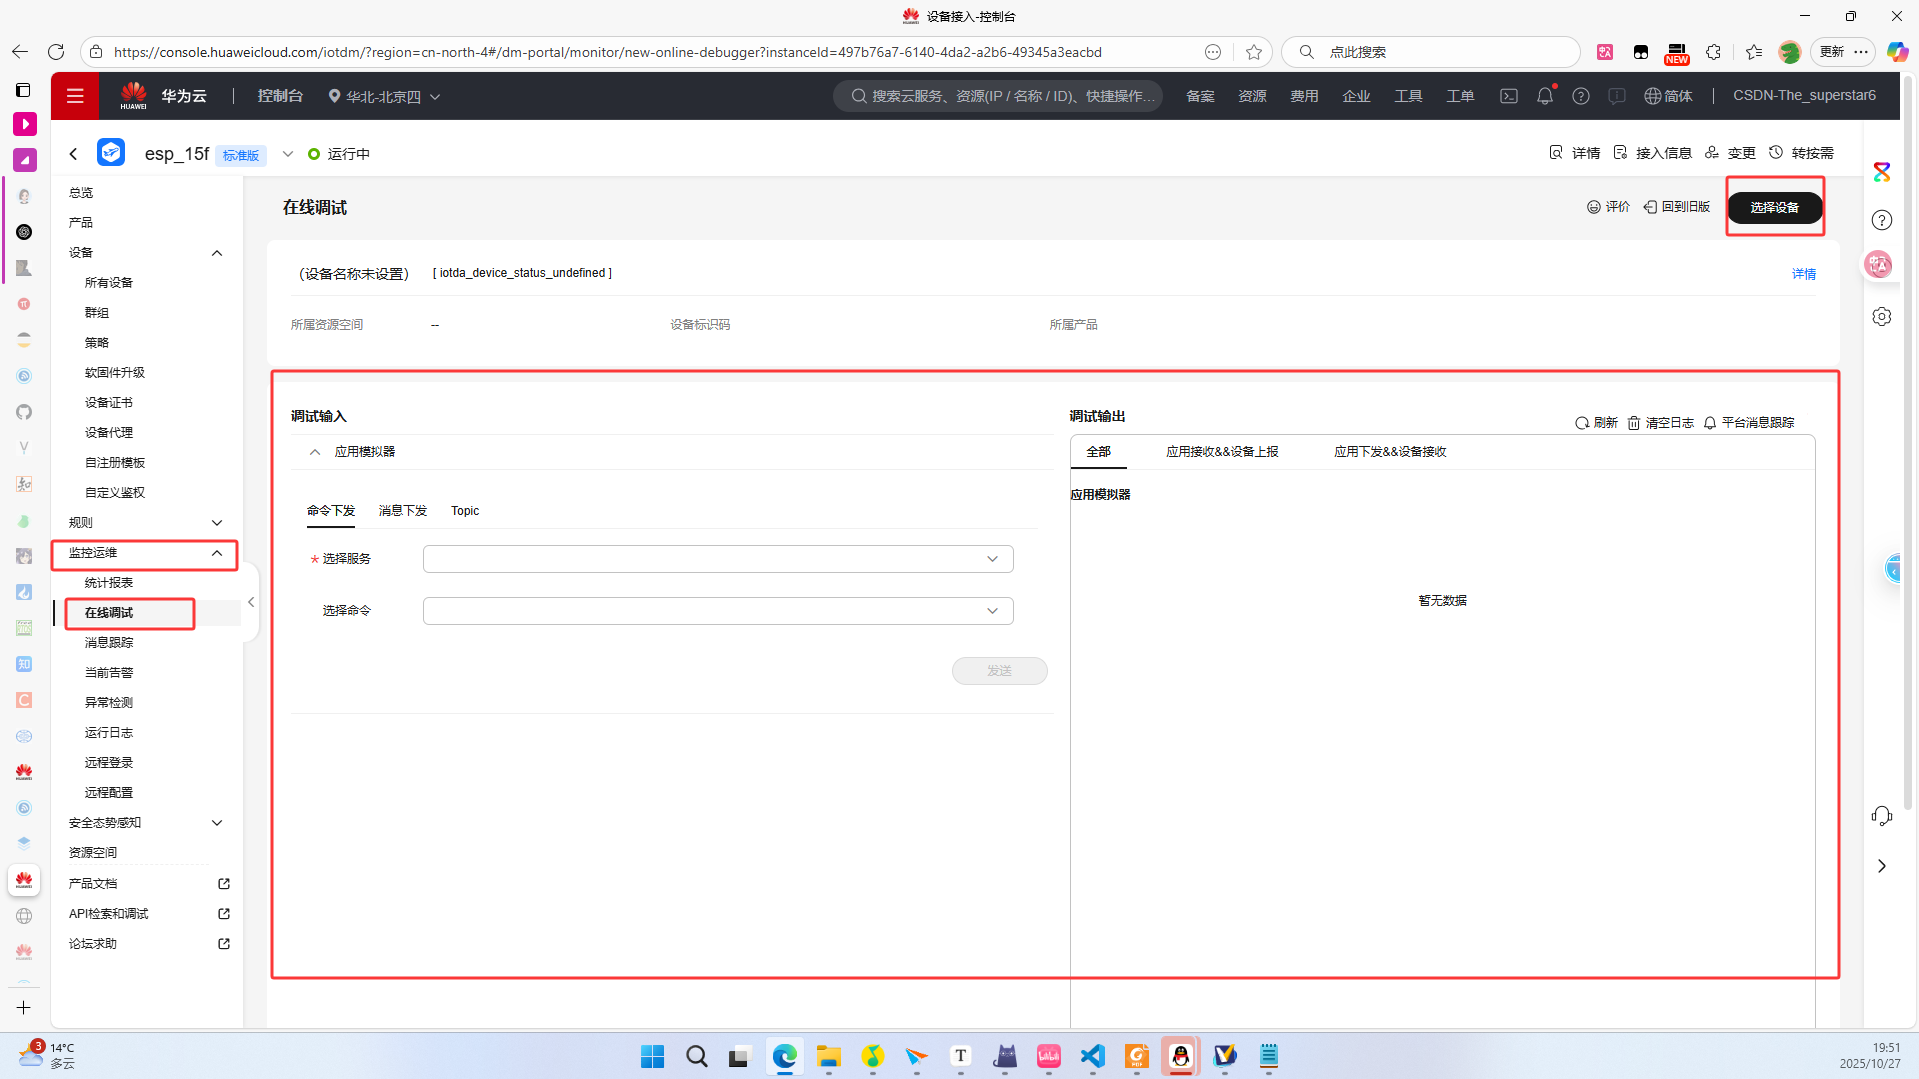 设备接入-控制台
https://console.huaweicloud.com/iotdm/?region=cn-north-4#/dm-portal/monitor/new-online-debugger?instanceId=497b76a7-6140-4da2-a2b6-49345a3eacbd
点此搜索
NEW
更新
HUAWEI
华为云
控制台
华北-北京四
搜索云服务、资源(IP / 名称 / ID)、快捷操作...
备案
资源
费用
企业
工具
工单
简体
CSDN-The_superstar6
esp_15f
标准版
运行中
详情
接入信息
变更
转按需
总览
产品
设备
所有设备
群组
策略
软固件升级
设备证书
设备代理
自注册模板
自定义鉴权
规则
监控运维
统计报表
在线调试
消息跟踪
当前告警
异常检测
运行日志
远程登录
远程配置
安全态势感知
资源空间
产品文档
API检索和调试
论坛求助
在线调试
评价
回到旧版
选择设备
（设备名称未设置）
[ iotda_device_status_undefined ]
详情
所属资源空间
--
设备标识码
所属产品
调试输入
应用模拟器
命令下发
消息下发
Topic
* 选择服务
选择命令
发送
调试输出
刷新
清空日志
平台消息跟踪
全部
应用接收&&设备上报
应用下发&&设备接收
应用模拟器
暂无数据
3
14°C
多云
19:51
2025/10/27